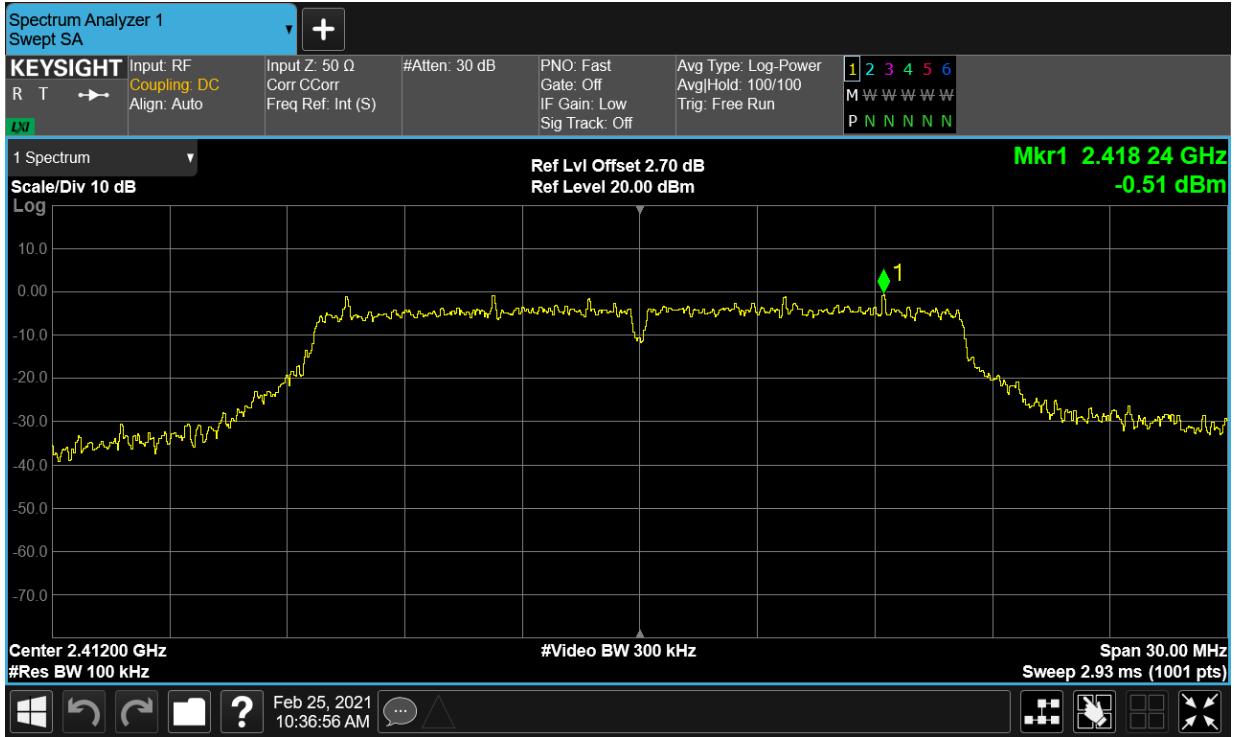 Spectrum Analyzer 1
Swept SA
KEYSIGHT
R T
LXI
Input: RF
Coupling: DC
Align: Auto
Input Z: 50 Ω
Corr CCorr
Freq Ref: Int (S)
#Atten: 30 dB
PNO: Fast
Gate: Off
IF Gain: Low
Sig Track: Off
Avg Type: Log-Power
Avg|Hold: 100/100
Trig: Free Run
1 2 3 4 5 6
M W W W W W
P N N N N N N
1 Spectrum
Scale/Div 10 dB
Log
Ref Lvl Offset 2.70 dB
Ref Level 20.00 dBm
Mkr1 2.418 24 GHz
-0.51 dBm
10.0
0.00
-10.0
-20.0
-30.0
-40.0
-50.0
-60.0
-70.0
1
Center 2.41200 GHz
#Res BW 100 kHz
#Video BW 300 kHz
Span 30.00 MHz
Sweep 2.93 ms (1001 pts)
?
Feb 25, 2021
10:36:56 AM